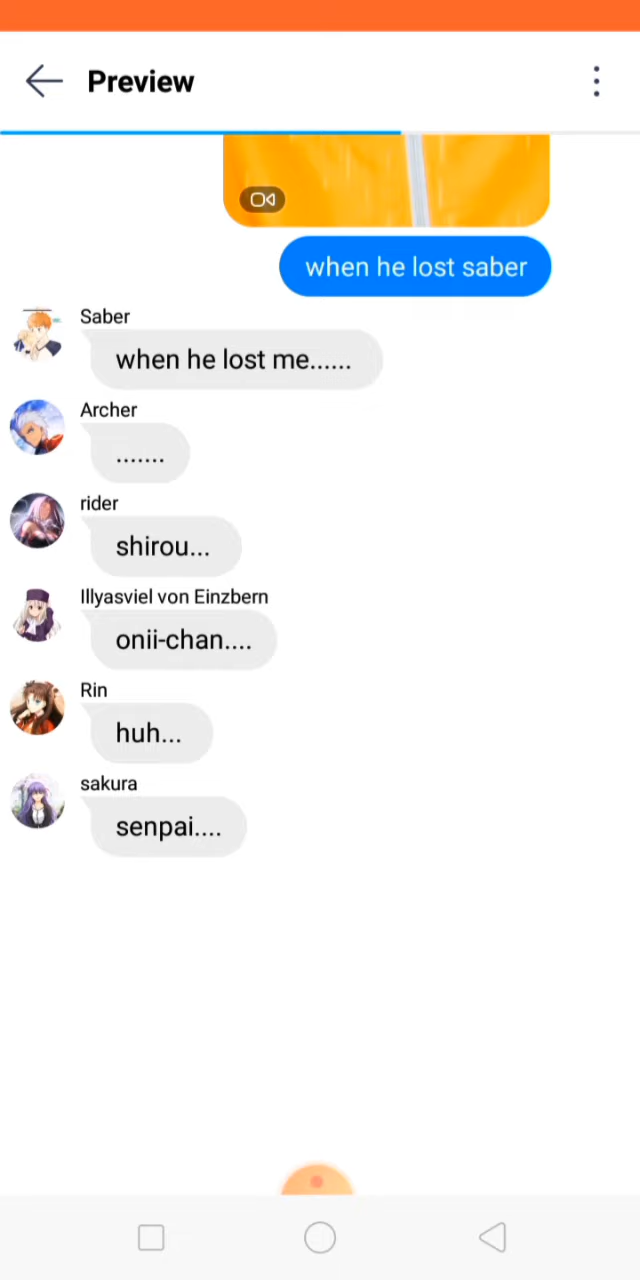 Preview
when he lost saber
Saber
when he lost me......
Archer
.......
rider
shirou...
Illyasviel von Einzbern
onii-chan....
Rin
huh...
sakura
senpai....